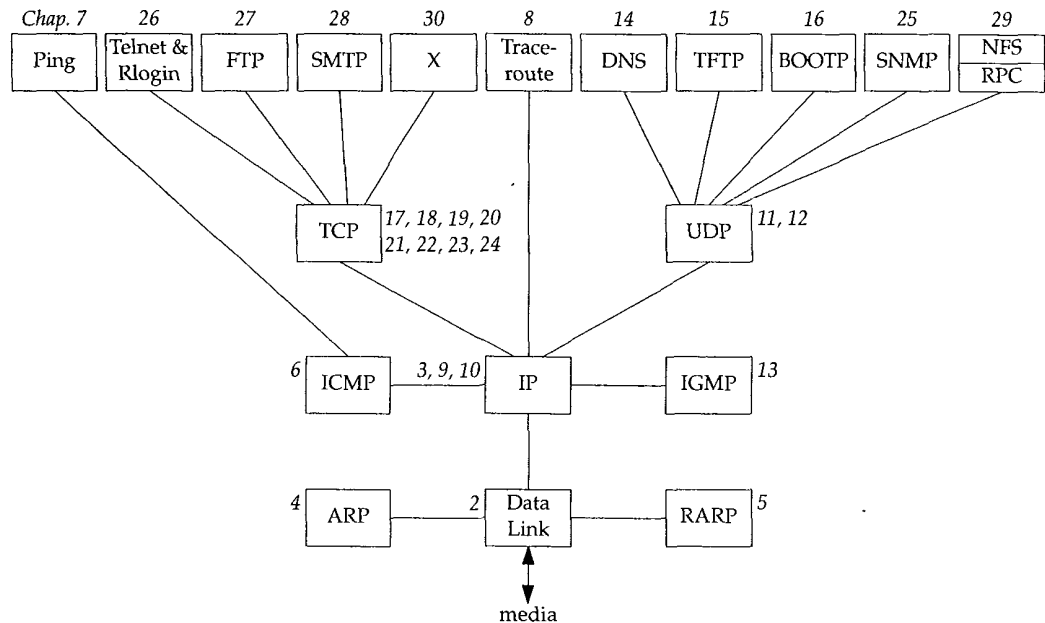 Chap. 7 26 27 28 30 8 14 15 16 25 29
Ping
Telnet &
Rlogin
FTP
SMTP
X
Trace-
route
DNS
TFTP
BOOTP
SNMP
NFS
RPC
TCP
17, 18, 19, 20
21, 22, 23, 24
UDP
11, 12
6
ICMP
3, 9, 10
IP
IGMP
13
4
ARP
2
Data
Link
RARP
5
media